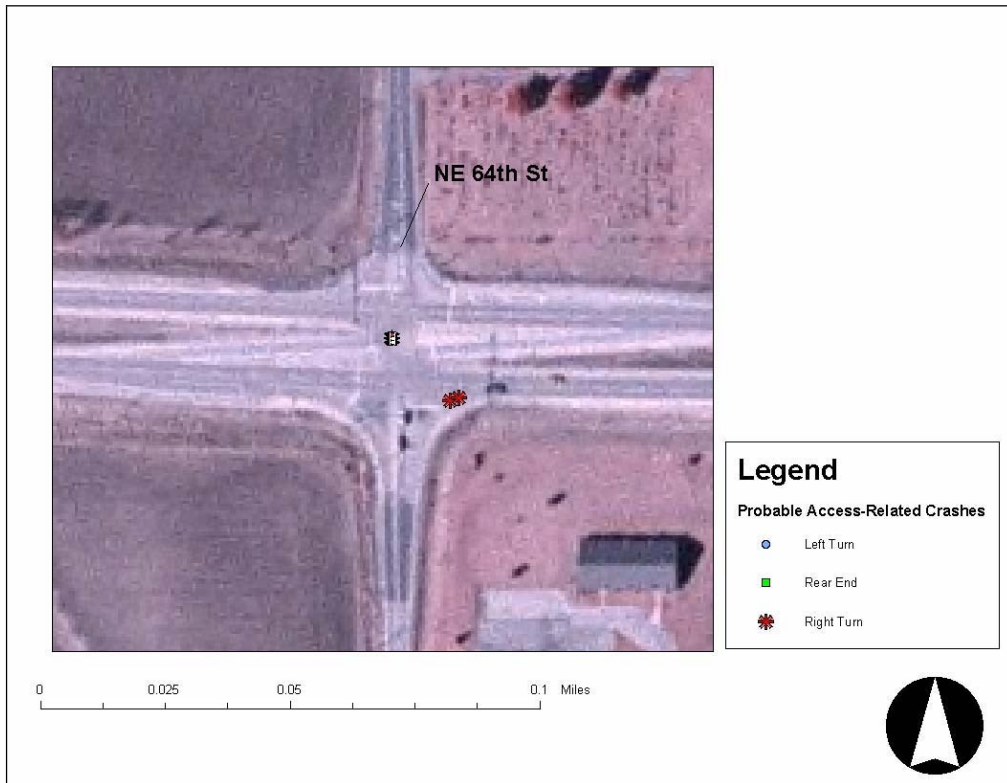 NE 64th St
Legend
Probable Access-Related Crashes
Left Turn
Rear End
Right Turn
0 0.025 0.05 0.1 Miles